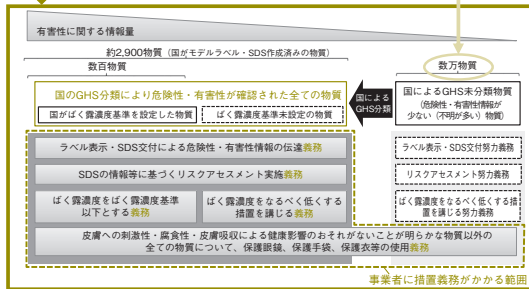 有害性に関する情報量
約2,900物質（国がモデルラベル・SDS作成済みの物質）
数百物質
数万物質
国のGHS分類により危険性・有害性が確認された全ての物質
国がばく露濃度基準を設定した物質
ばく露濃度基準未設定の物質
国による
GHS分類
国によるGHS未分類物質
（危険性・有害性情報が
少ない（不明が多い）物質）
ラベル表示・SDS交付による危険性・有害性情報の伝達義務
ラベル表示・SDS交付努力義務
SDSの情報等に基づくリスクアセスメント実施義務
リスクアセスメント努力義務
ばく露濃度をばく露濃度基準
以下とする義務
ばく露濃度をなるべく低くする
措置を講じる義務
ばく露濃度をなるべく低くする措
置を講じる努力義務
皮膚への刺激性・腐食性・皮膚吸収による健康影響のおそれがないことが明らかな物質以外の
全ての物質について、保護眼鏡、保護手袋、保護衣等の使用義務
事業者に措置義務がかかる範囲